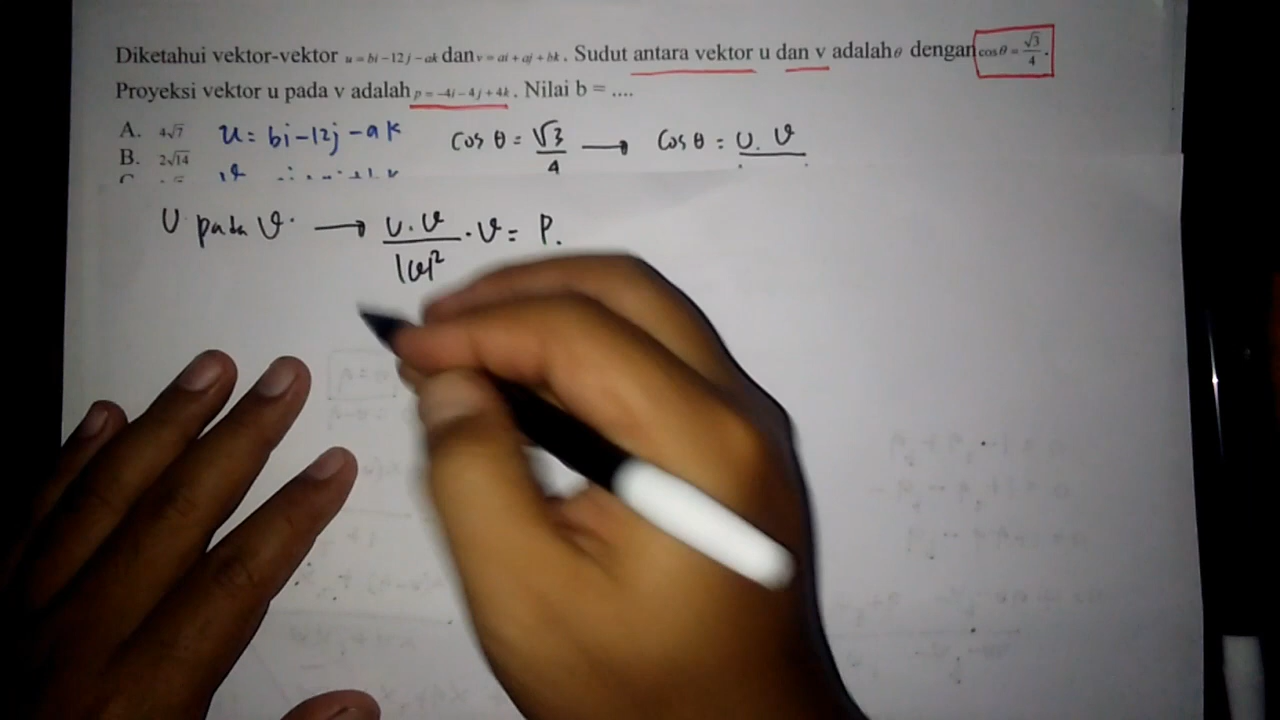 Diketahui vektor-vektor u = bi – 12j – ak dan v = ai + aj + bk . Sudut antara vektor u dan v adalah θ dengan cos θ = √3/4 .
Proyeksi vektor u pada v adalah p = –4i – 4j + 4k . Nilai b = ....
A. 4√7
B. 2√14
u = bi – 12j – ak
cos θ = √3/4 → cos θ = u. v
u pada v. → u.v/|v|² . v = P.